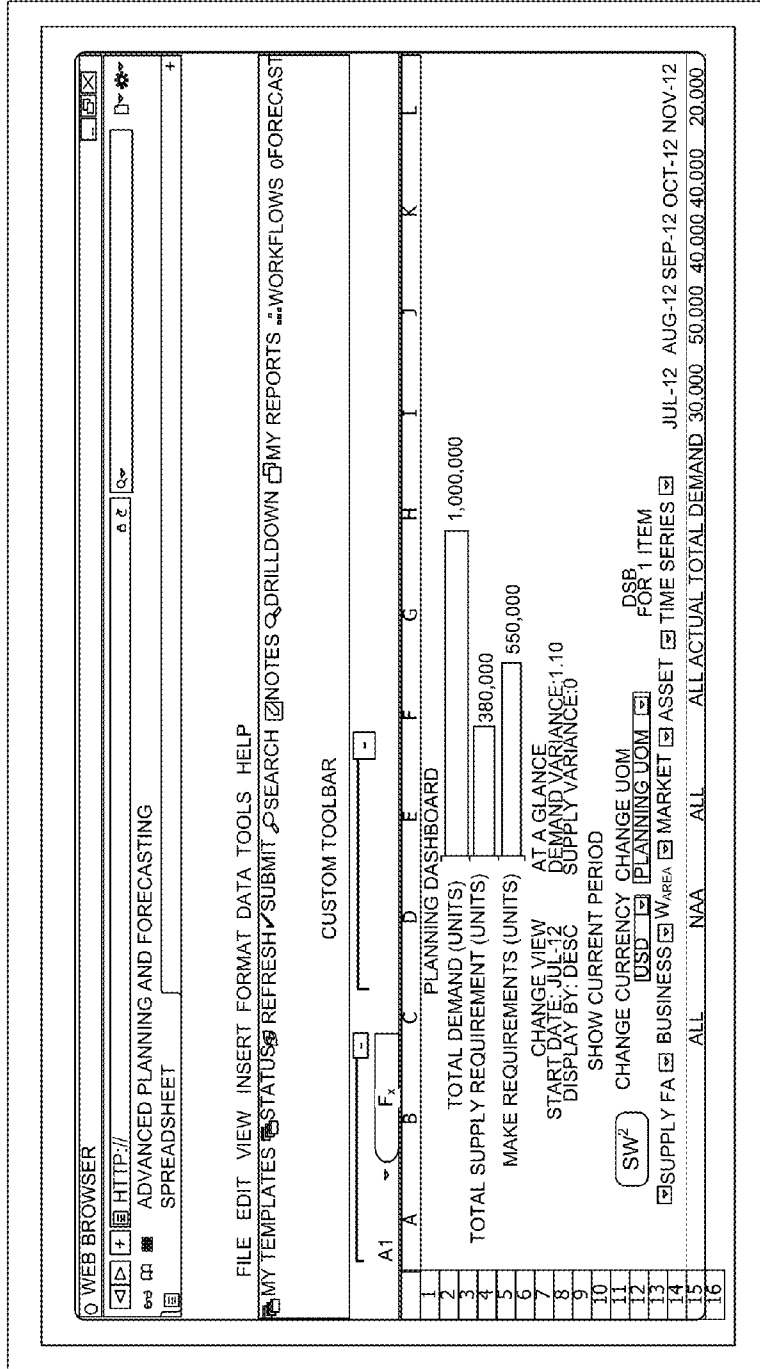 WEB BROWSER
HTTP://
ADVANCED PLANNING AND FORECASTING
SPREADSHEET
FILE EDIT VIEW INSERT FORMAT DATA TOOLS HELP
MY TEMPLATES STATUS REFRESH SUBMIT SEARCH NOTES DRILLDOWN MY REPORTS WORKFLOWS FORECAST
CUSTOM TOOLBAR
A1 Fx
A B C D E F G H I J K L
1
2
3
4
5
6
7
8
9
10
11
12
13
14
15
16
PLANNING DASHBOARD
TOTAL DEMAND (UNITS) 1,000,000
TOTAL SUPPLY REQUIREMENT (UNITS) 380,000
MAKE REQUIREMENTS (UNITS) 550,000
CHANGE VIEW AT A GLANCE
START DATE: JUL-12 DEMAND VARIANCE:1.10
DISPLAY BY: DESC SUPPLY VARIANCE:0
SHOW CURRENT PERIOD
SW² CHANGE CURRENCY CHANGE UOM DSB
USD PLANNING UOM FOR 1 ITEM
SUPPLY FA BUSINESS WAREA MARKET ASSET TIME SERIES JUL-12 AUG-12 SEP-12 OCT-12 NOV-12
ALL NAA ALL ALL ACTUAL TOTAL DEMAND 30,000 50,000 40,000 40,000 20,000